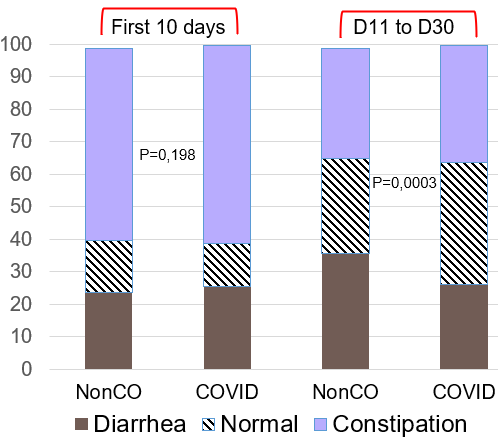 First 10 days D11 to D30
100
90
80
70
60
50
40
30
20
10
0
P=0,198
P=0,0003
NonCO COVID NonCO COVID
Diarrhea Normal Constipation